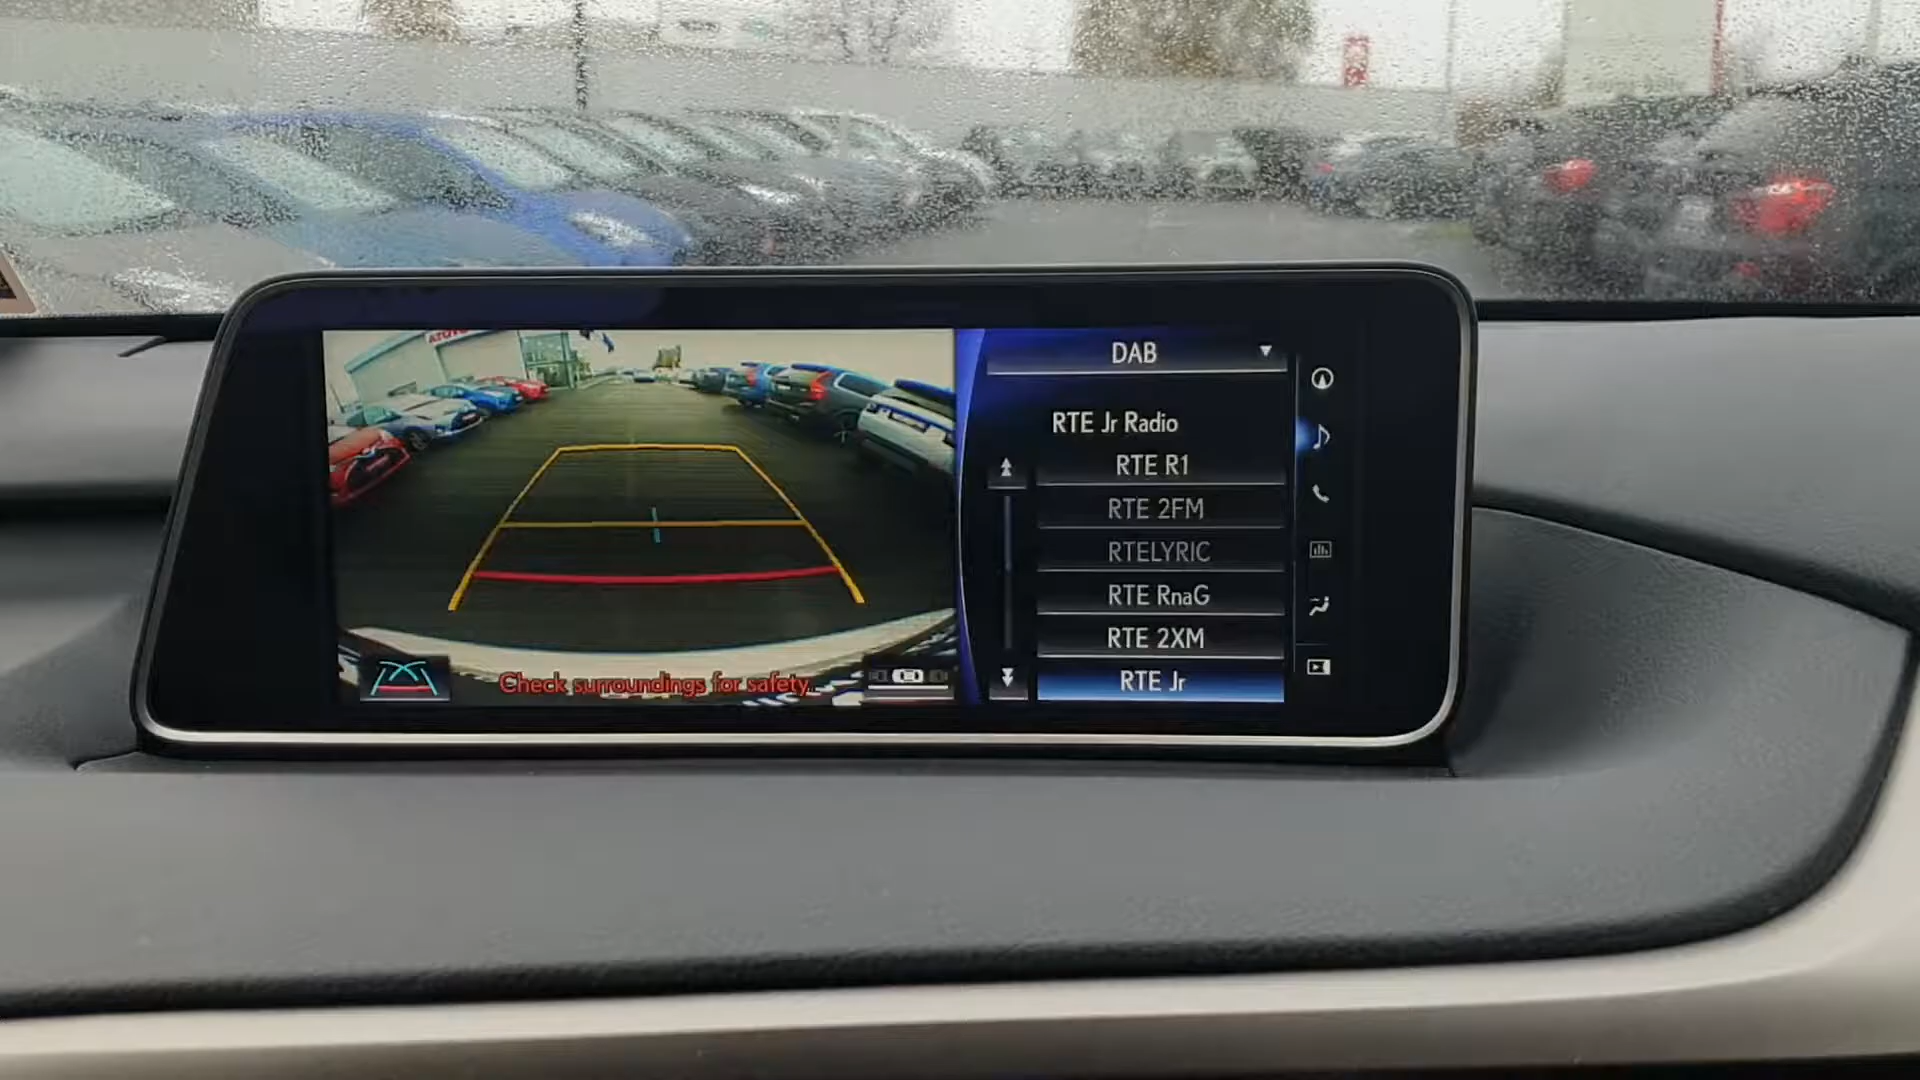 Check surroundings for safety.
DAB
RTE Jr Radio
RTE R1
RTE 2FM
RTELYRIC
RTE RnaG
RTE 2XM
RTE Jr